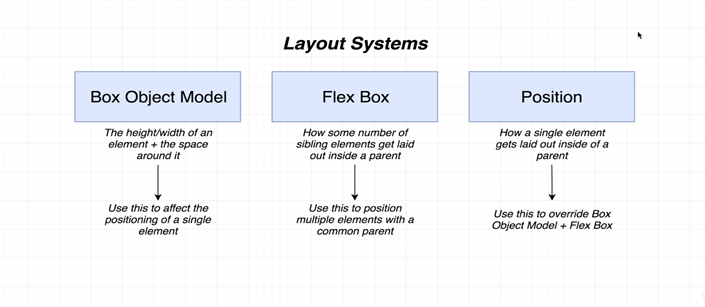 Layout Systems
Box Object Model
The height/width of an
element + the space
around it
Use this to affect the
positioning of a single
element
Flex Box
How some number of
sibling elements get laid
out inside a parent
Use this to position
multiple elements with a
common parent
Position
How a single element
gets laid out inside of a
parent
Use this to override Box
Object Model + Flex Box